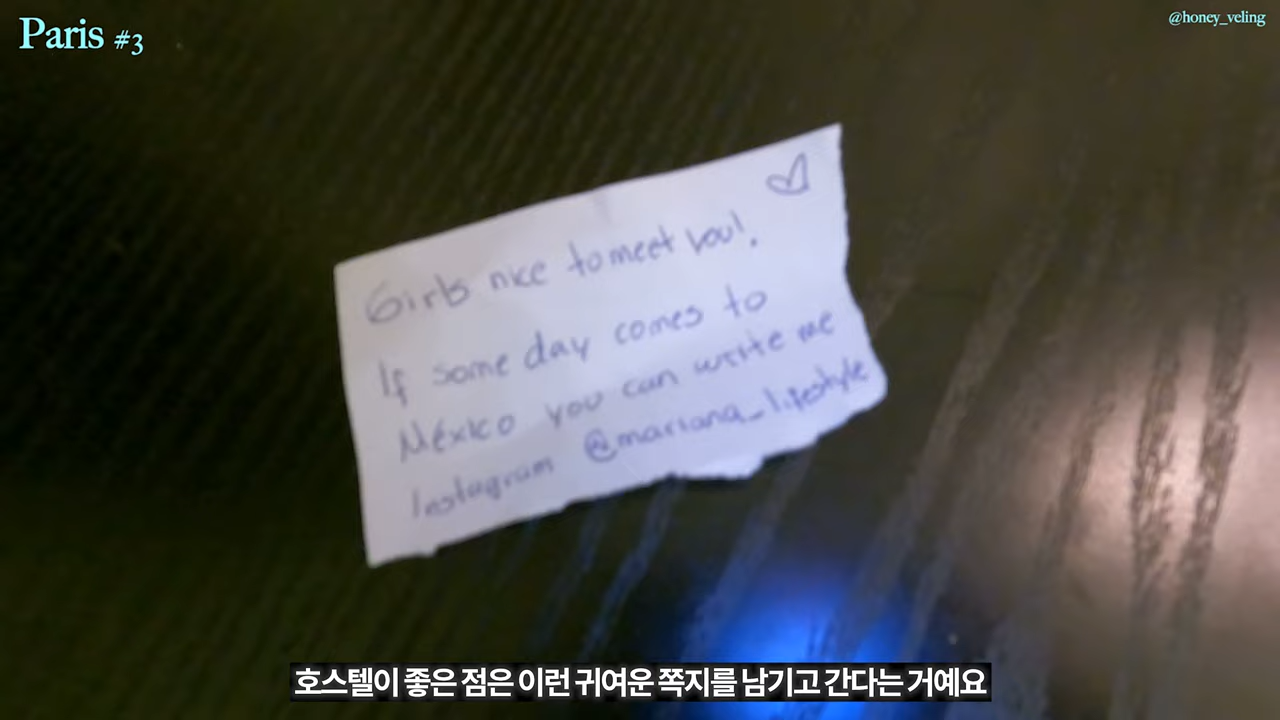 Paris #3
@honey_veling
Girls nice to meet you!.
If some day comes to
México you can write me
Instagram @mariana_lifestyle
호스텔이 좋은 점은 이런 귀여운 쪽지를 남기고 간다는 거예요